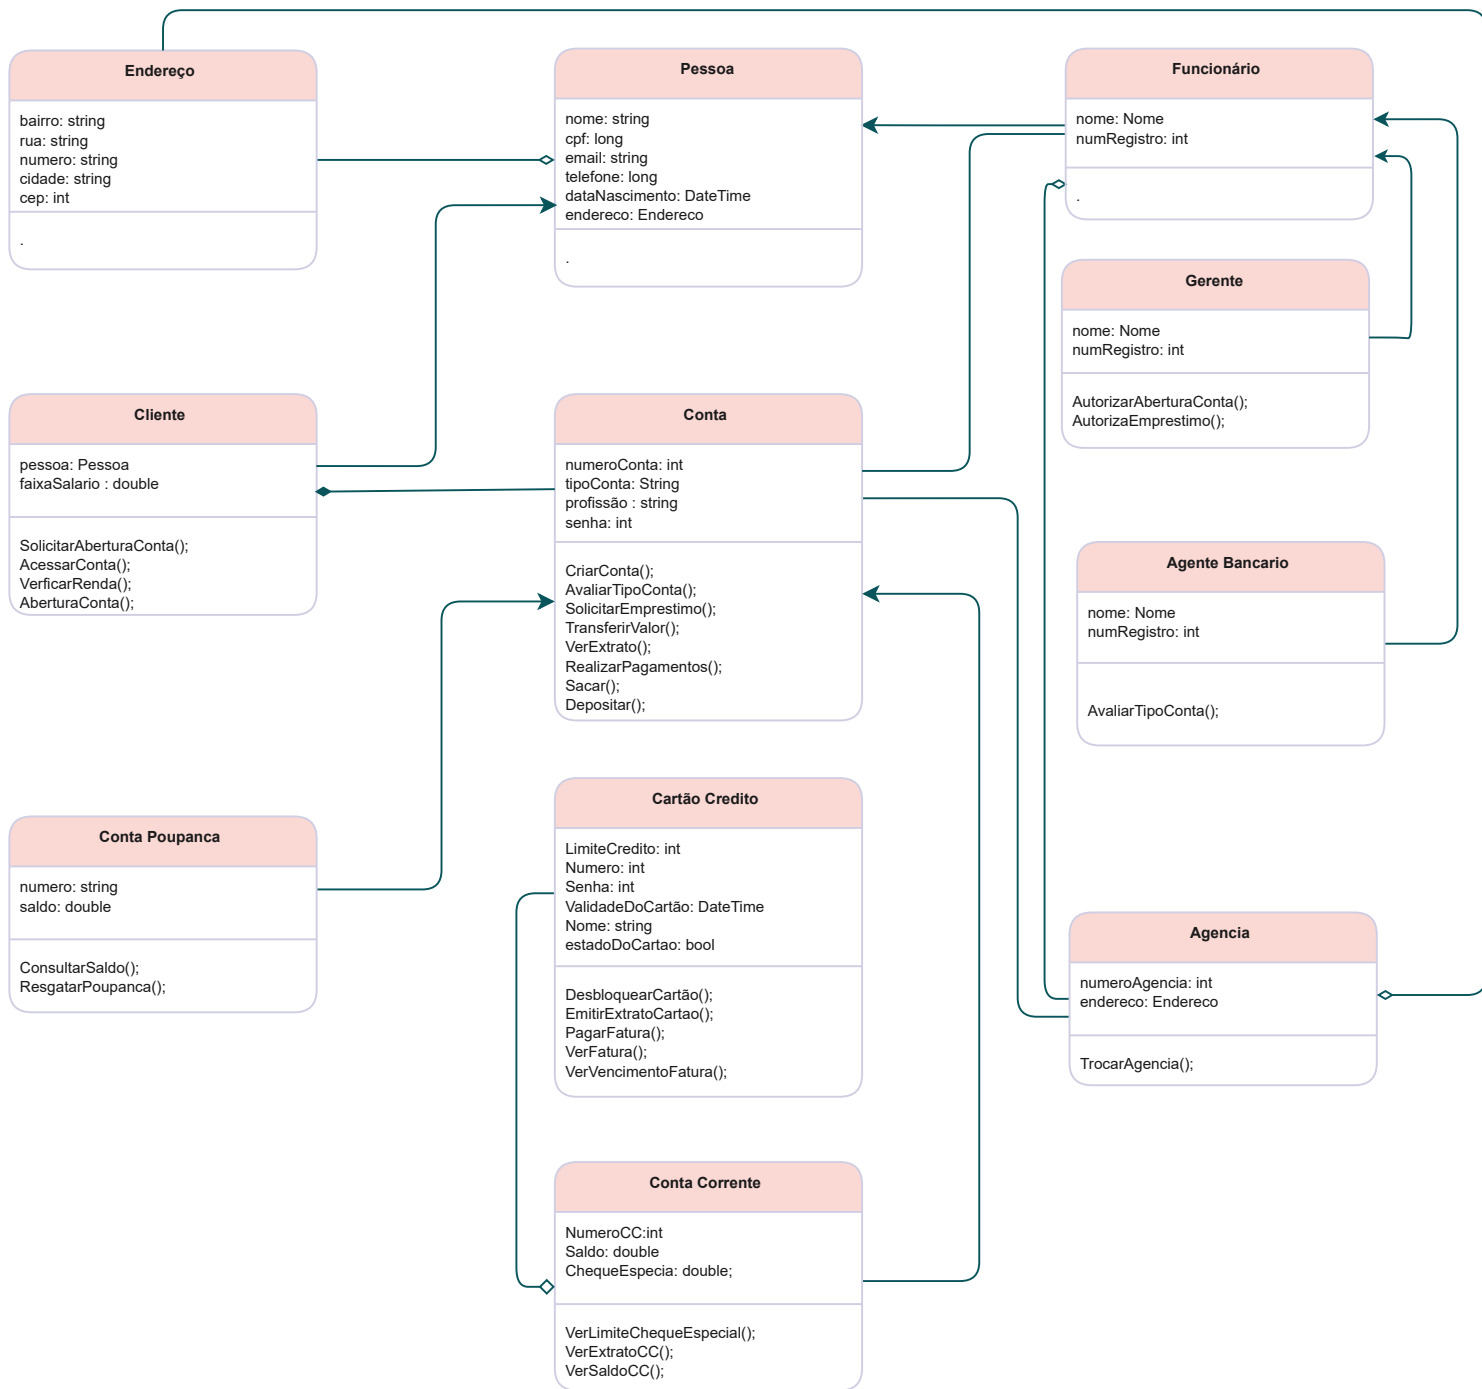 Endereço
bairro: string
rua: string
numero: string
cidade: string
cep: int
.
Pessoa
nome: string
cpf: long
email: string
telefone: long
dataNascimento: DateTime
endereco: Endereco
.
Funcionário
nome: Nome
numRegistro: int
.
Gerente
nome: Nome
numRegistro: int
AutorizarAberturaConta();
AutorizaEmprestimo();
Cliente
pessoa: Pessoa
faixaSalario : double
SolicitarAberturaConta();
AcessarConta();
VerficarRenda();
AberturaConta();
Conta
numeroConta: int
tipoConta: String
profissão : string
senha: int
CriarConta();
AvaliarTipoConta();
SolicitarEmprestimo();
TransferirValor();
VerExtrato();
RealizarPagamentos();
Sacar();
Depositar();
Agente Bancario
nome: Nome
numRegistro: int
AvaliarTipoConta();
Conta Poupanca
numero: string
saldo: double
ConsultarSaldo();
ResgatarPoupanca();
Cartão Credito
LimiteCredito: int
Numero: int
Senha: int
ValidadeDoCartão: DateTime
Nome: string
estadoDoCartao: bool
DesbloquearCartão();
EmitirExtratoCartao();
PagarFatura();
VerFatura();
VerVencimentoFatura();
Agencia
numeroAgencia: int
endereco: Endereco
TrocarAgencia();
Conta Corrente
NumeroCC:int
Saldo: double
ChequeEspecia: double;
VerLimiteChequeEspecial();
VerExtratoCC();
VerSaldoCC();